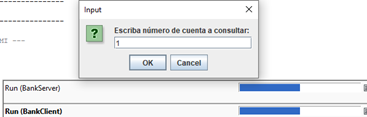 Input
Escriba número de cuenta a consultar:
1
OK
Cancel
Run (BankServer)
Run (BankClient)